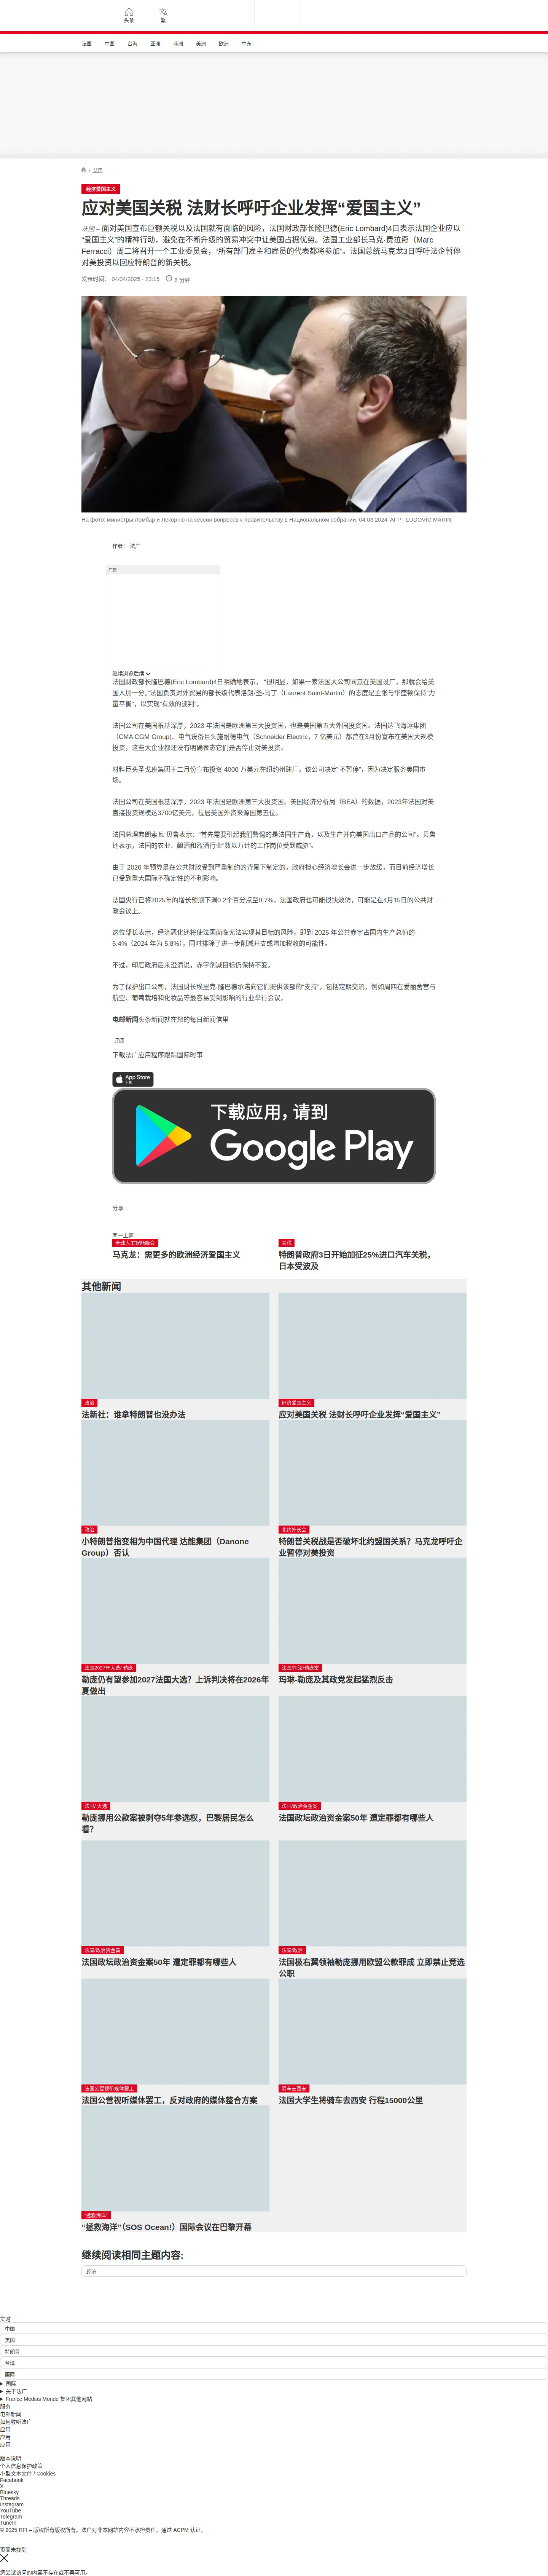 头条
繁
法国
中国
台海
亚洲
非洲
美洲
欧洲
中东
/ 法国
经济爱国主义
应对美国关税 法财长呼吁企业发挥“爱国主义”
法国 – 面对美国宣布巨额关税以及法国就有面临的风险，法国财政部长隆巴德(Eric Lombard)4日表示法国企业应以
“爱国主义”的精神行动，避免在不断升级的贸易冲突中让美国占据优势。法国工业部长马克·费拉奇（Marc
Ferracci）周二将召开一个工业委员会，“所有部门雇主和雇员的代表都将参加”。法国总统马克龙3日呼吁法企暂停
对美投资以回应特朗普的新关税。
发表时间： 04/04/2025 - 23:15
6 分钟
На фото: министры Ломбар и Лекорню на сессии вопросов к правительству в Национальном собрании. 04.03.2024 AFP - LUDOVIC MARIN
作者： 法广
广告
继续浏览后续
法国财政部长隆巴德(Eric Lombard)4日明确地表示， “很明显，如果一家法国大公司同意在美国设厂，那就会给美
国人加一分。”法国负责对外贸易的部长级代表洛朗·圣-马丁（Laurent Saint-Martin）的态度是主张与华盛顿保持“力
量平衡”，以实现“有效的谈判”。
法国公司在美国根基深厚，2023 年法国是欧洲第三大投资国，也是美国第五大外国投资国。法国达飞海运集团
（CMA CGM Group)、电气设备巨头施耐德电气（Schneider Electric，7 亿美元）都曾在3月份宣布在美国大规模
投资，这些大企业都还没有明确表态它们是否停止对美投资。
材料巨头圣戈班集团于二月份宣布投资 4000 万美元在纽约州建厂，该公司决定“不暂停”，因为决定服务美国市
场。
法国公司在美国根基深厚，2023 年法国是欧洲第三大投资国。美国经济分析局（BEA）的数据，2023年法国对美
直接投资规模达3700亿美元，位居美国外资来源国第五位。
法国总理弗朗索瓦·贝鲁表示：“首先需要引起我们警惕的是法国生产商，以及生产并向美国出口产品的公司”。贝鲁
还表示，法国的农业、酿酒和烈酒行业“数以万计的工作岗位受到威胁”。
由于 2026 年预算是在公共财政受到严重制约的背景下制定的，政府担心经济增长会进一步放缓，而目前经济增长
已受到重大国际不确定性的不利影响。
法国央行已将2025年的增长预测下调0.2个百分点至0.7%，法国政府也可能很快效仿，可能是在4月15日的公共财
政会议上。
这位部长表示，经济恶化还将使法国面临无法实现其目标的风险，即到 2025 年公共赤字占国内生产总值的
5.4%（2024 年为 5.8%），同时排除了进一步削减开支或增加税收的可能性。
不过，印度政府后来澄清说，赤字削减目标仍保持不变。
为了保护出口公司，法国财长埃里克·隆巴德承诺向它们提供该部的“支持”，包括定期交流，例如周四在爱丽舍宫与
航空、葡萄栽培和化妆品等最容易受到影响的行业举行会议。
电邮新闻头条新闻就在您的每日新闻信里
订阅
下载法广应用程序跟踪国际时事
App Store
下载
下载应用，请到
Google Play
分享 :
同一主题
全球人工智能峰会
马克龙：需更多的欧洲经济爱国主义
关税
特朗普政府3日开始加征25%进口汽车关税，
日本受波及
其他新闻
政治
法新社：谁拿特朗普也没办法
经济爱国主义
应对美国关税 法财长呼吁企业发挥“爱国主义”
政治
小特朗普指变相为中国代理 达能集团（Danone
Group）否认
北约外长会
特朗普关税战是否破坏北约盟国关系？马克龙呼吁企
业暂停对美投资
法国2027年大选/ 勒庞
勒庞仍有望参加2027法国大选？上诉判决将在2026年
夏做出
法国/司法/勒庞案
玛琳-勒庞及其政党发起猛烈反击
法国/ 大选
勒庞挪用公款案被剥夺5年参选权，巴黎居民怎么
看？
法国/政治资金案
法国政坛政治资金案50年 遭定罪都有哪些人
法国/政治资金案
法国政坛政治资金案50年 遭定罪都有哪些人
法国/政治
法国极右翼领袖勒庞挪用欧盟公款罪成 立即禁止竞选
公职
法国公营视听媒体罢工
法国公营视听媒体罢工，反对政府的媒体整合方案
骑车去西安
法国大学生将骑车去西安 行程15000公里
“拯救海洋”
“拯救海洋”（SOS Ocean!）国际会议在巴黎开幕
继续阅读相同主题内容:
经济
实时
中国
美国
特朗普
台湾
国际
国际
关于法广
France Médias Monde 集团其他网站
服务
电邮新闻
如何收听法广
应用
应用
应用
版本说明
个人信息保护政策
小型文本文件 / Cookies
Facebook
X
Bluesky
Threads
Instagram
YouTube
Telegram
TuneIn
© 2025 RFI – 版权所有版权所有。法广对非本网站内容不承担责任。通过 ACPM 认证。
页面未找到
您尝试访问的内容不存在或不再可用。